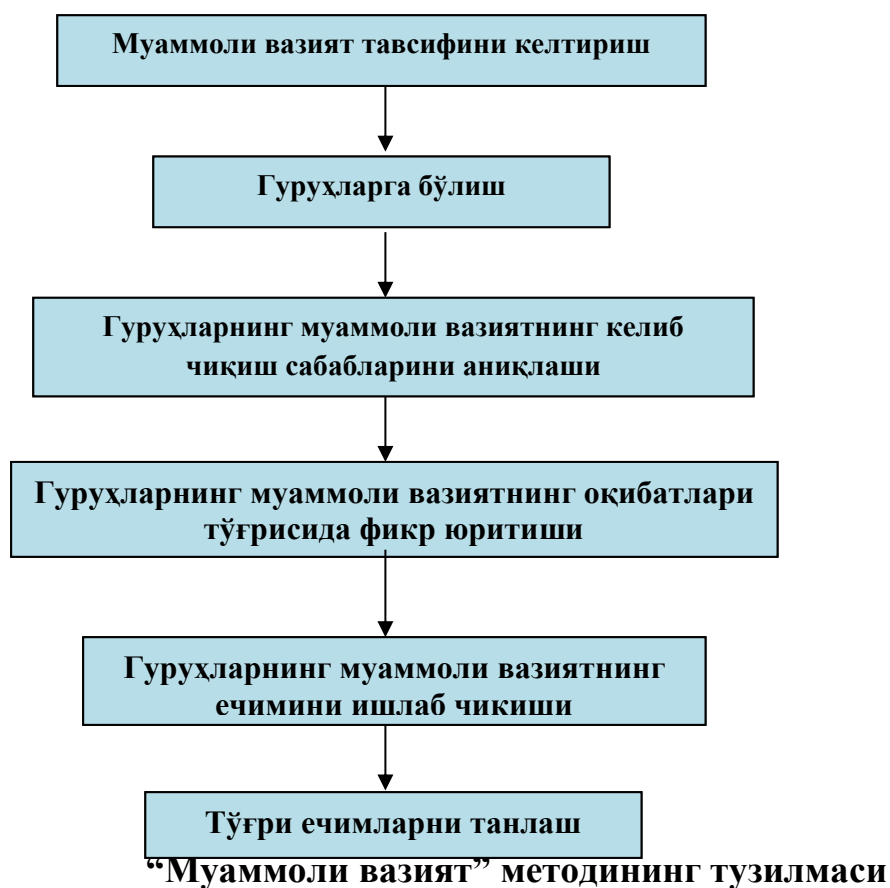 Муаммоли вазият тавсифини келтириш
Гуруҳларга бўлиш
Гуруҳларнинг муаммоли вазиятнинг келиб
чиқиш сабабларини аниқлаши
Гуруҳларнинг муаммоли вазиятнинг оқибатлари
тўғрисида фикр юритиши
Гуруҳларнинг муаммоли вазиятнинг
ечимини ишлаб чикиши
Тўғри ечимларни танлаш
“Муаммоли вазият” методининг тузилмаси